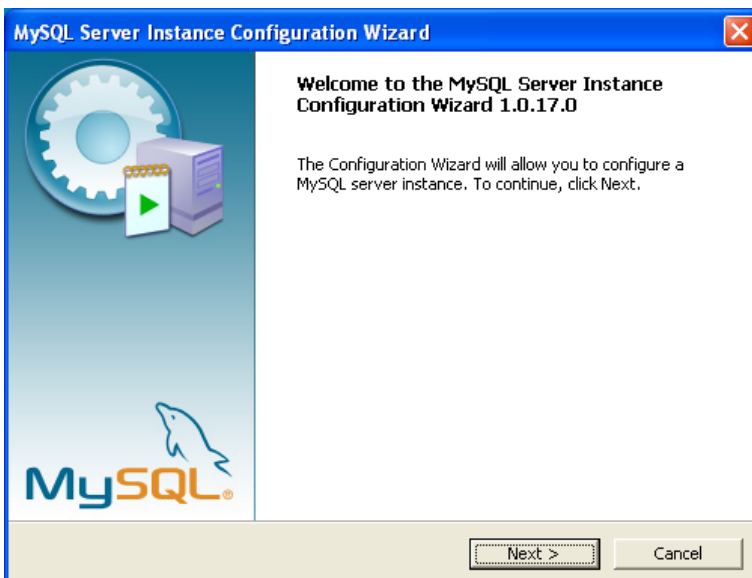 MySQL Server Instance Configuration Wizard
Welcome to the MySQL Server Instance
Configuration Wizard 1.0.17.0
The Configuration Wizard will allow you to configure a
MySQL server instance. To continue, click Next.
MySQL®
Next >
Cancel